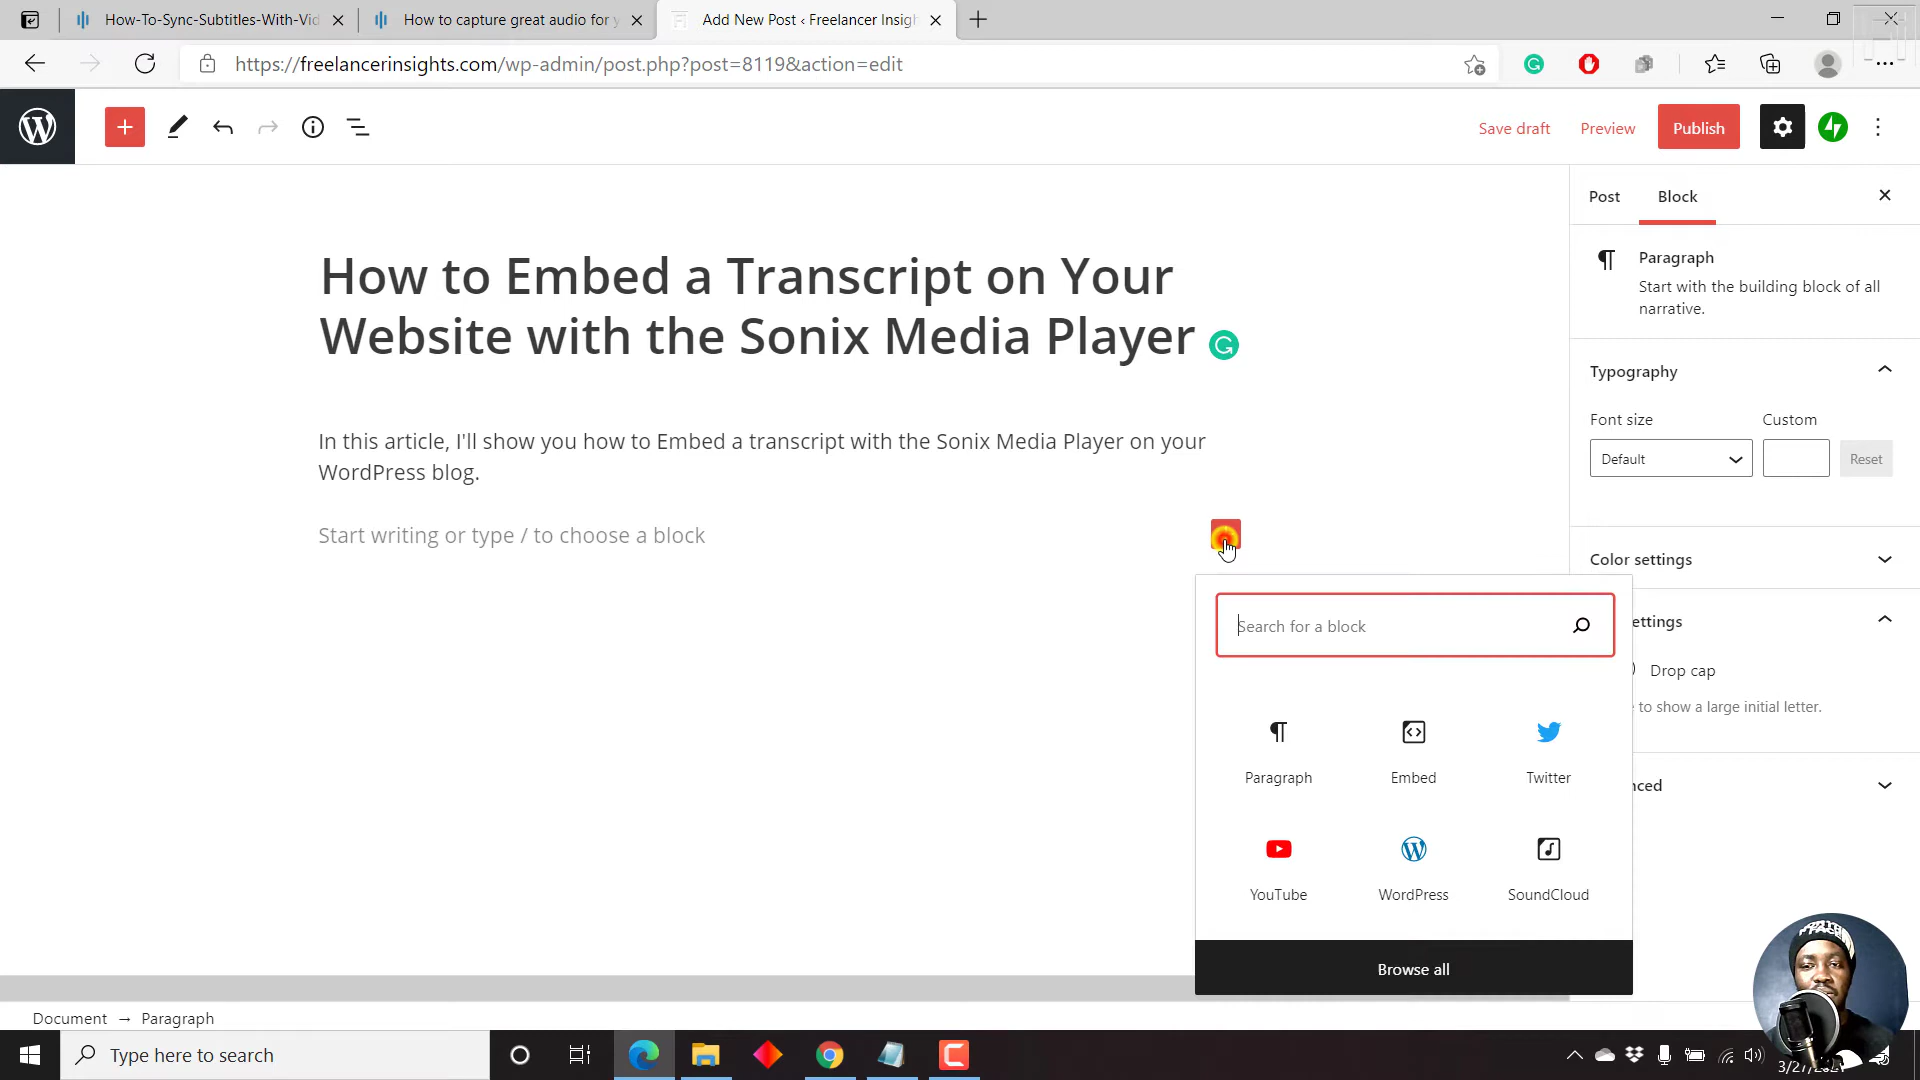 How-To-Sync-Subtitles-With-Vid
How to capture great audio for y
Add New Post ‹ Freelancer Insigh
https://freelancerinsights.com/wp-admin/post.php?post=8119&action=edit
Save draft
Preview
Publish
Post
Block
Paragraph
Start with the building block of all
narrative.
Typography
Font size
Custom
Default
Reset
Color settings
ettings
Drop cap
e to show a large initial letter.
nced
How to Embed a Transcript on Your
Website with the Sonix Media Player
In this article, I'll show you how to Embed a transcript with the Sonix Media Player on your
WordPress blog.
Start writing or type / to choose a block
Search for a block
Paragraph
Embed
Twitter
YouTube
WordPress
SoundCloud
Browse all
Document → Paragraph
Type here to search